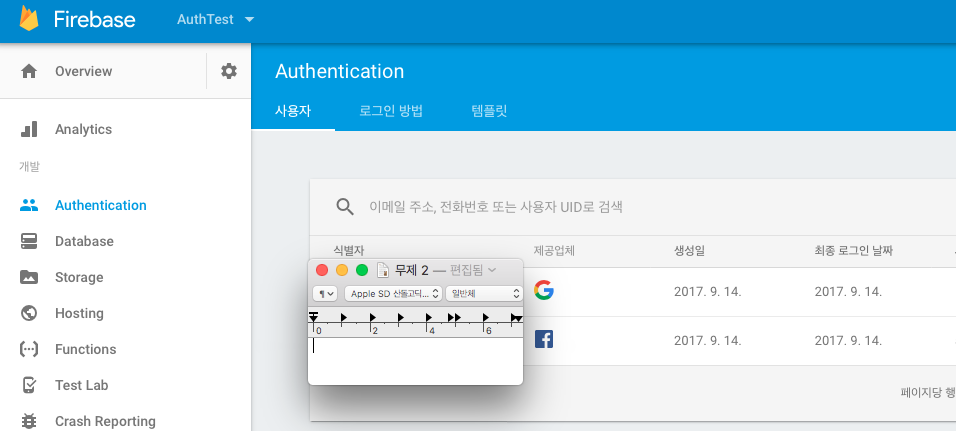 Firebase
AuthTest
Overview
Authentication
사용자
로그인 방법
템플릿
Analytics
개발
Authentication
Database
Storage
Hosting
Functions
Test Lab
Crash Reporting
이메일 주소, 전화번호 또는 사용자 UID로 검색
식별자
제공업체
생성일
최종 로그인 날짜
무제 2 — 편집됨
Apple SD 산돌고딕...
일반체
0 2 4 6
2017. 9. 14.
2017. 9. 14.
2017. 9. 14.
2017. 9. 14.
페이지당 행